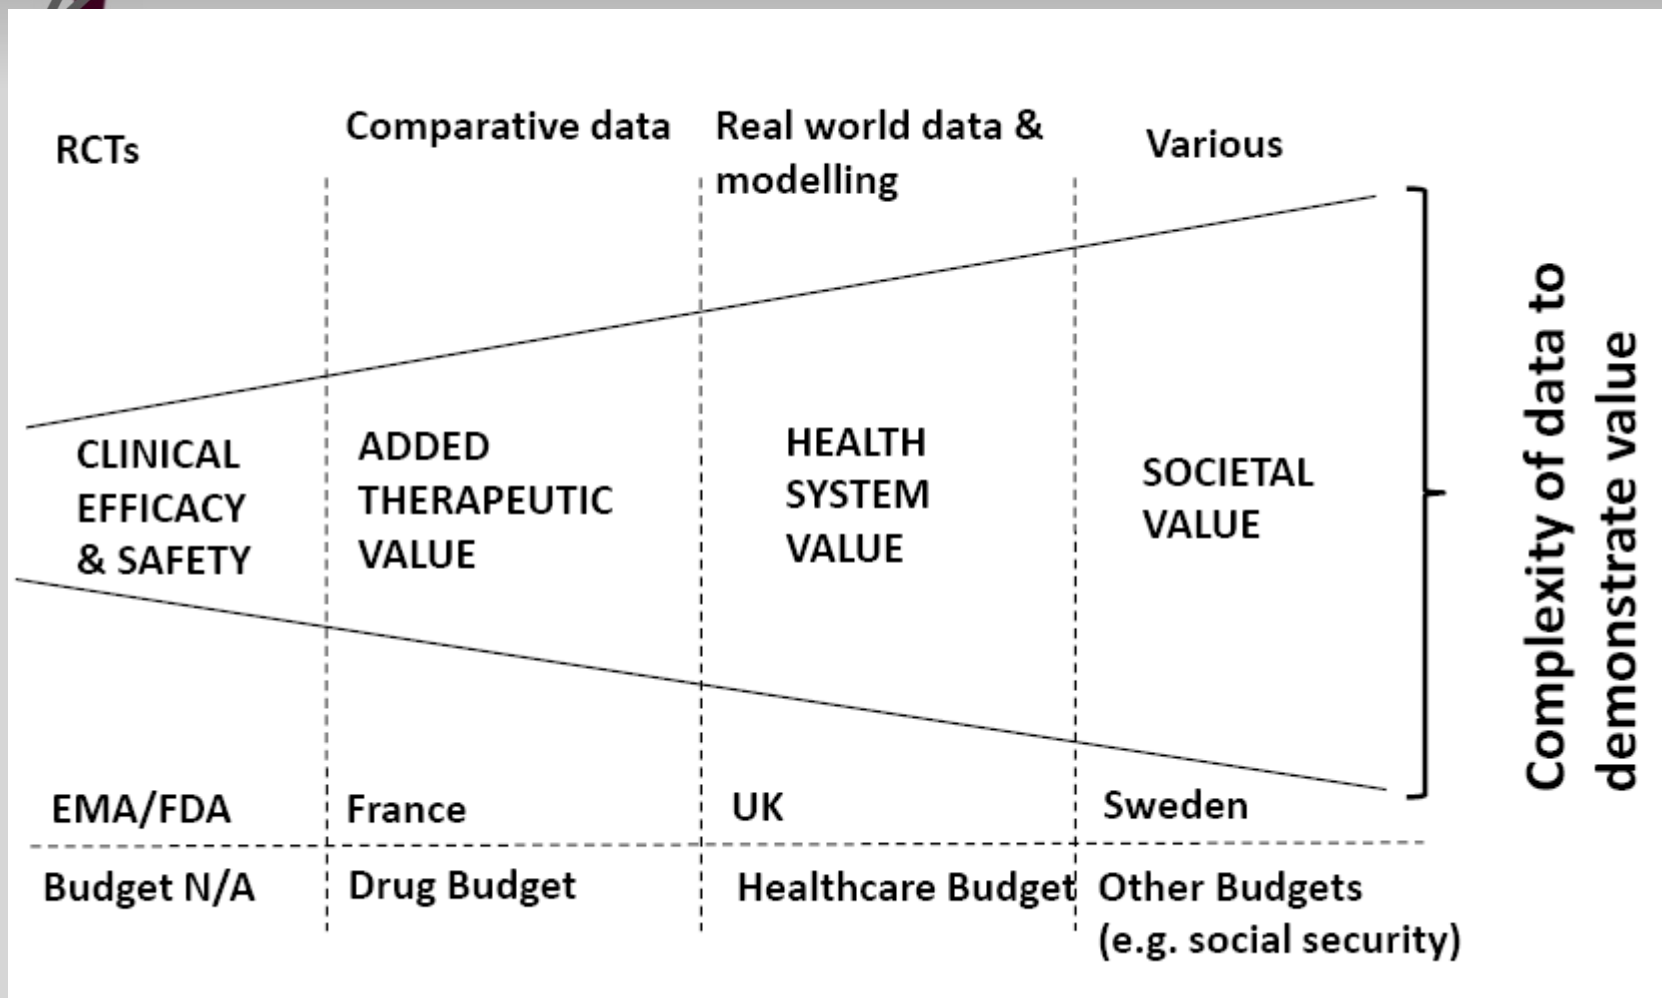 RCTs
Comparative data
Real world data &
modelling
Various
CLINICAL
EFFICACY
& SAFETY
ADDED
THERAPEUTIC
VALUE
HEALTH
SYSTEM
VALUE
SOCIETAL
VALUE
Complexity of data to
demonstrate value
EMA/FDA
France
UK
Sweden
Budget N/A
Drug Budget
Healthcare Budget
Other Budgets
(e.g. social security)